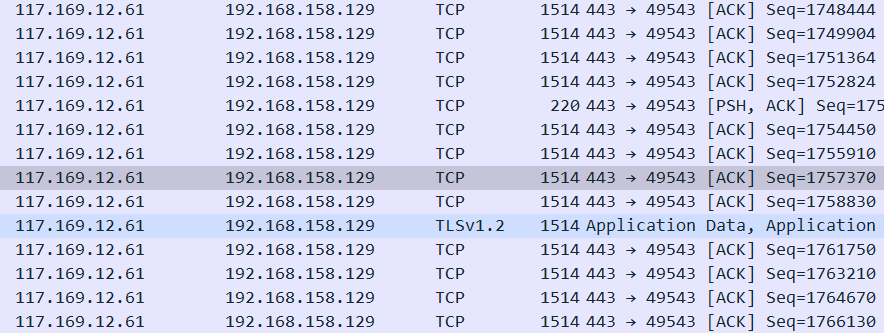 117.169.12.61 192.168.158.129 TCP 1514 443 → 49543 [ACK] Seq=1748444
117.169.12.61 192.168.158.129 TCP 1514 443 → 49543 [ACK] Seq=1749904
117.169.12.61 192.168.158.129 TCP 1514 443 → 49543 [ACK] Seq=1751364
117.169.12.61 192.168.158.129 TCP 1514 443 → 49543 [ACK] Seq=1752824
117.169.12.61 192.168.158.129 TCP 220 443 → 49543 [PSH, ACK] Seq=175
117.169.12.61 192.168.158.129 TCP 1514 443 → 49543 [ACK] Seq=1754450
117.169.12.61 192.168.158.129 TCP 1514 443 → 49543 [ACK] Seq=1755910
117.169.12.61 192.168.158.129 TCP 1514 443 → 49543 [ACK] Seq=1757370
117.169.12.61 192.168.158.129 TCP 1514 443 → 49543 [ACK] Seq=1758830
117.169.12.61 192.168.158.129 TLSv1.2 1514 Application Data, Application
117.169.12.61 192.168.158.129 TCP 1514 443 → 49543 [ACK] Seq=1761750
117.169.12.61 192.168.158.129 TCP 1514 443 → 49543 [ACK] Seq=1763210
117.169.12.61 192.168.158.129 TCP 1514 443 → 49543 [ACK] Seq=1764670
117.169.12.61 192.168.158.129 TCP 1514 443 → 49543 [ACK] Seq=1766130